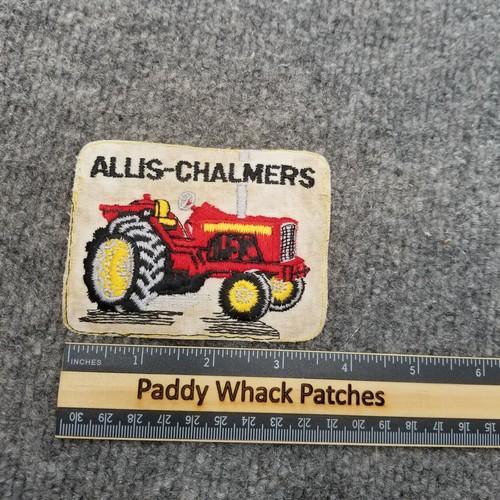 ALLIS-CHALMERS
INCHES 1 2 3 4 5 6
Paddy Whack Patches
30 29 28 27 26 25 24 23 22 21 20 19 18 17 16 15